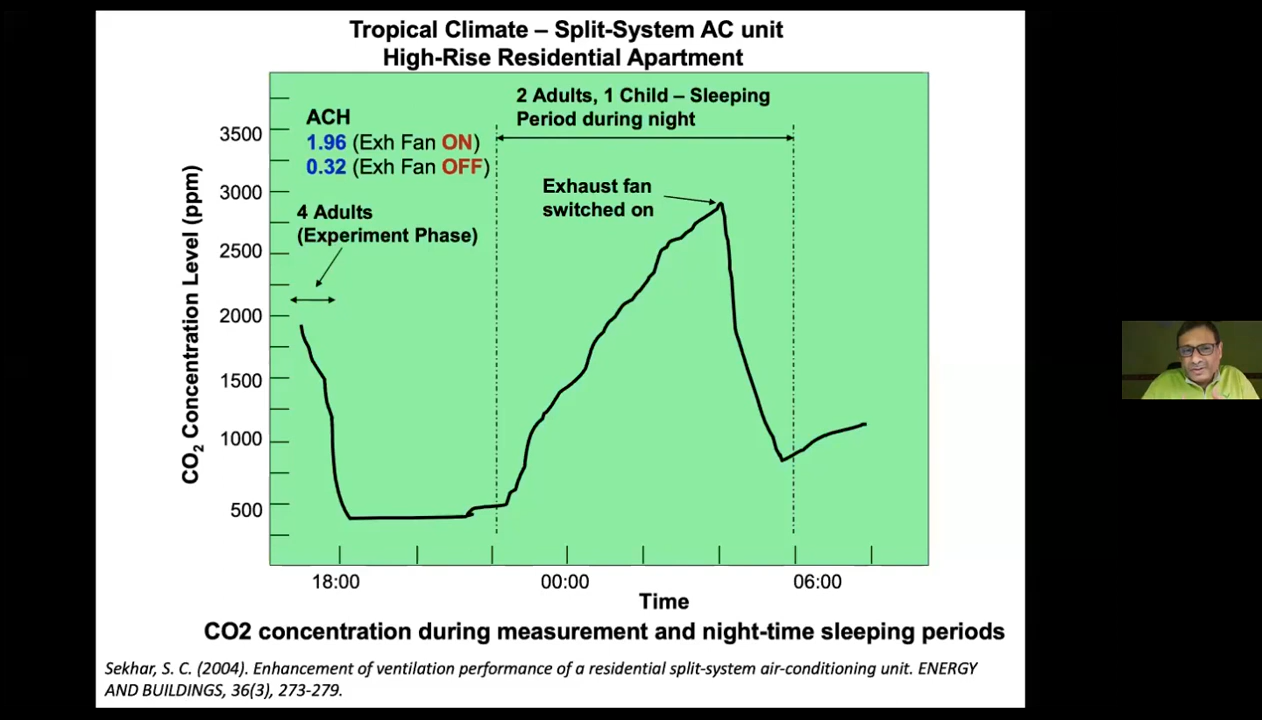 Tropical Climate – Split-System AC unit
High-Rise Residential Apartment
2 Adults, 1 Child – Sleeping
Period during night
ACH
1.96 (Exh Fan ON)
0.32 (Exh Fan OFF)
Exhaust fan
switched on
4 Adults
(Experiment Phase)
CO2 Concentration Level (ppm)
3500
3000
2500
2000
1500
1000
500
18:00
00:00
06:00
Time
CO2 concentration during measurement and night-time sleeping periods
Sekhar, S. C. (2004). Enhancement of ventilation performance of a residential split-system air-conditioning unit. ENERGY
AND BUILDINGS, 36(3), 273-279.